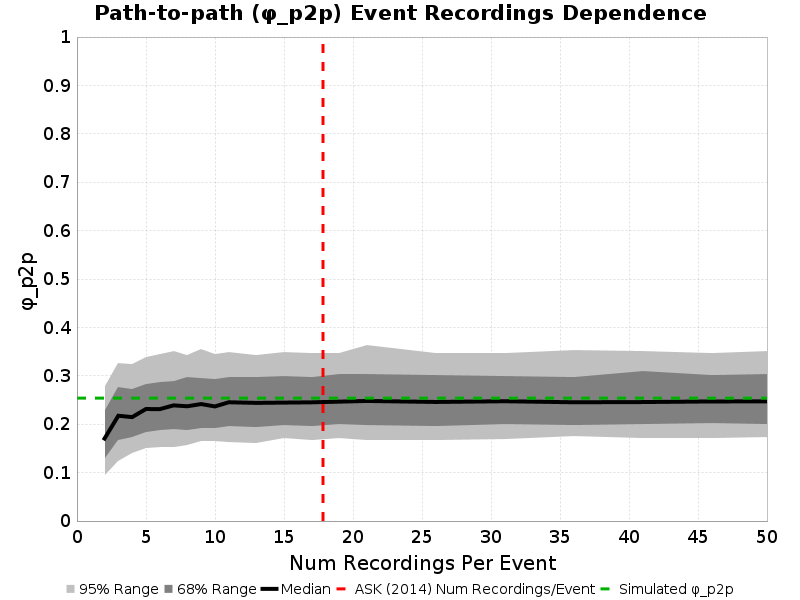 Path-to-path (φ_p2p) Event Recordings Dependence
1
0.9
0.8
0.7
0.6
0.5
0.4
0.3
0.2
0.1
0
φ_p2p
0 5 10 15 20 25 30 35 40 45 50
Num Recordings Per Event
95% Range 68% Range Median ASK (2014) Num Recordings/Event Simulated φ_p2p